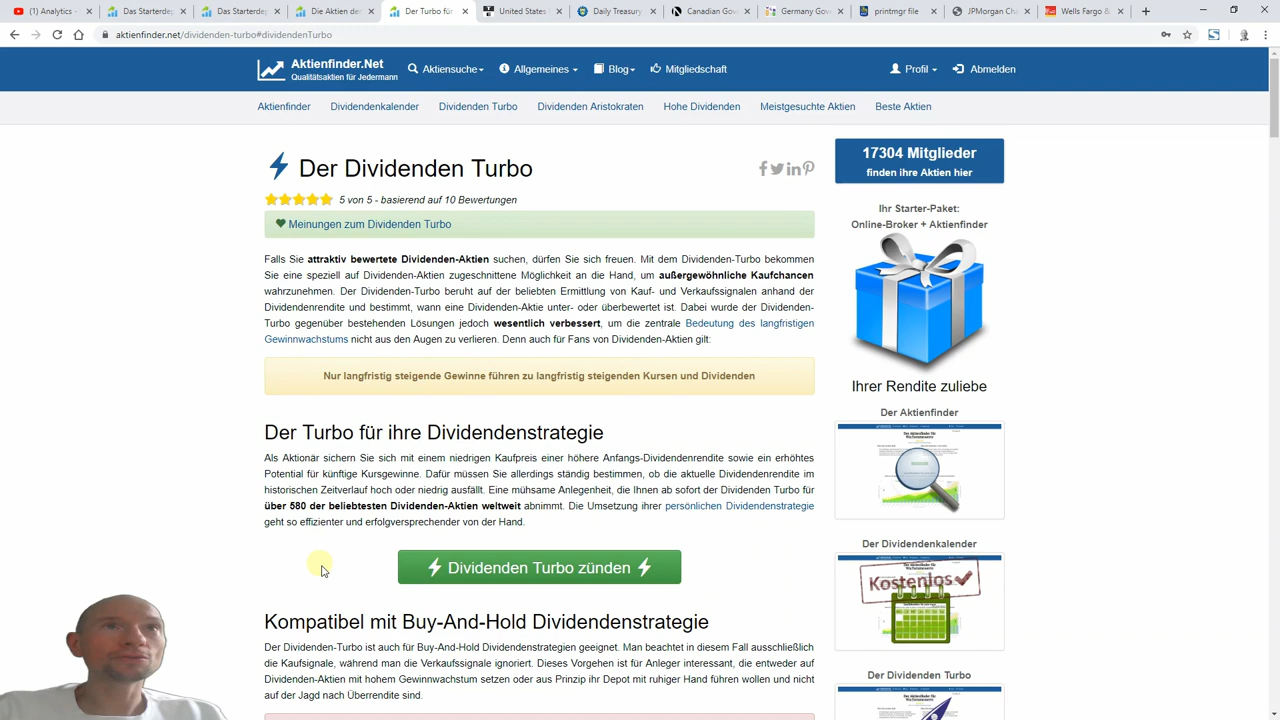 (1) Analytics -
Das Starterde
Das Starterde
Die Aktien der
Der Turbo für
United States
Daily Treasury
Canadian Gov
Germany Gov
printmgr file
JPMorgan Cha
Wells Fargo &
aktienfinder.net/dividenden-turbo#dividendenTurbo
Aktienfinder.Net
Qualitätsaktien für Jedermann
Aktiensuche
Allgemeines
Blog
Mitgliedschaft
Profil
Abmelden
Aktienfinder
Dividendenkalender
Dividenden Turbo
Dividenden Aristokraten
Hohe Dividenden
Meistgesuchte Aktien
Beste Aktien
Der Dividenden Turbo
5 von 5 - basierend auf 10 Bewertungen
Meinungen zum Dividenden Turbo
Falls Sie attraktiv bewertete Dividenden-Aktien suchen, dürfen Sie sich freuen. Mit dem Dividenden-Turbo bekommen
Sie eine speziell auf Dividenden-Aktien zugeschnittene Möglichkeit an die Hand, um außergewöhnliche Kaufchancen
wahrzunehmen. Der Dividenden-Turbo beruht auf der beliebten Ermittlung von Kauf- und Verkaufssignalen anhand der
Dividendenrendite und bestimmt, wann eine Dividenden-Aktie unter- oder überbewertet ist. Dabei wurde der Dividenden-
Turbo gegenüber bestehenden Lösungen jedoch wesentlich verbessert, um die zentrale Bedeutung des langfristigen
Gewinnwachstums nicht aus den Augen zu verlieren. Denn auch für Fans von Dividenden-Aktien gilt:
Nur langfristig steigende Gewinne führen zu langfristig steigenden Kursen und Dividenden
Der Turbo für ihre Dividendenstrategie
Als Aktionär sichern Sie sich mit einem niedrigen Kaufpreis einer höhere Anfangs-Dividendenrendite sowie ein erhöhtes
Potential für künftige Kursgewinne. Dafür müssen Sie allerdings ständig bestimmen, ob die aktuelle Dividendenrendite im
historischen Zeitverlauf hoch oder niedrig ausfällt. Eine mühsame Anlegenheit, die Ihnen ab sofort der Dividenden Turbo für
über 580 der beliebtesten Dividenden-Aktien weltweit abnimmt. Die Umsetzung ihrer persönlichen Dividendenstrategie
geht so effizienter und erfolgversprechender von der Hand.
Dividenden Turbo zünden
Kompatibel mit Buy-And-Hold Dividendenstrategie
Der Dividenden-Turbo ist auch für Buy-And-Hold Dividendenstrategien geeignet. Man beachtet in diesem Fall ausschließlich
die Kaufsignale, während man die Verkaufssignale ignoriert. Dieses Vorgehen ist für Anleger interessant, die entweder auf
Dividenden-Aktien mit hohem Gewinnwachstum setzen oder aus Prinzip ihr Depot mit ruhiger Hand führen wollen und nicht
auf der Jagd nach Überrendite sind.
17304 Mitglieder
finden ihre Aktien hier
Ihr Starter-Paket:
Online-Broker + Aktienfinder
Ihrer Rendite zuliebe
Der Aktienfinder
Der Dividendenkalender
Kostenlos
Der Dividenden Turbo